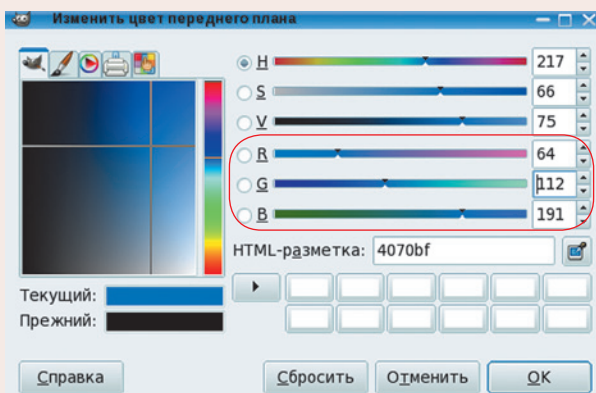 Изменить цвет переднего плана
H 217
S 66
V 75
R 64
G 112
B 191
HTML-разметка: 4070bf
Текущий:
Прежний:
Справка Сбросить Отменить OK